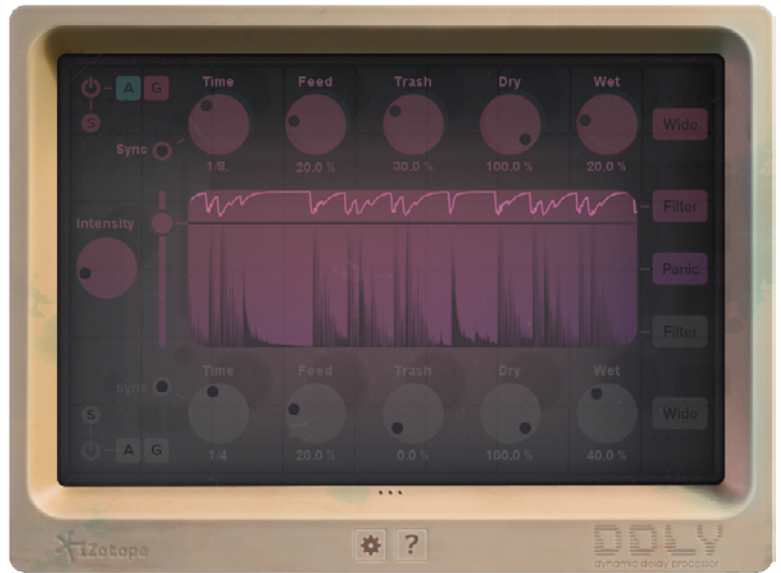 A G Time Feed Trash Dry Wet
S
Wide
Sync
1/8. 20.0 % 30.0 % 100.0 % 20.0 %
Filter
Intensity
Panic
Filter
Time Feed Trash Dry Wet
Sync
S
Wide
A G 1/4 20.0 % 0.0 % 100.0 % 40.0 %
iZotope
?
DDLY
dynamic delay processor